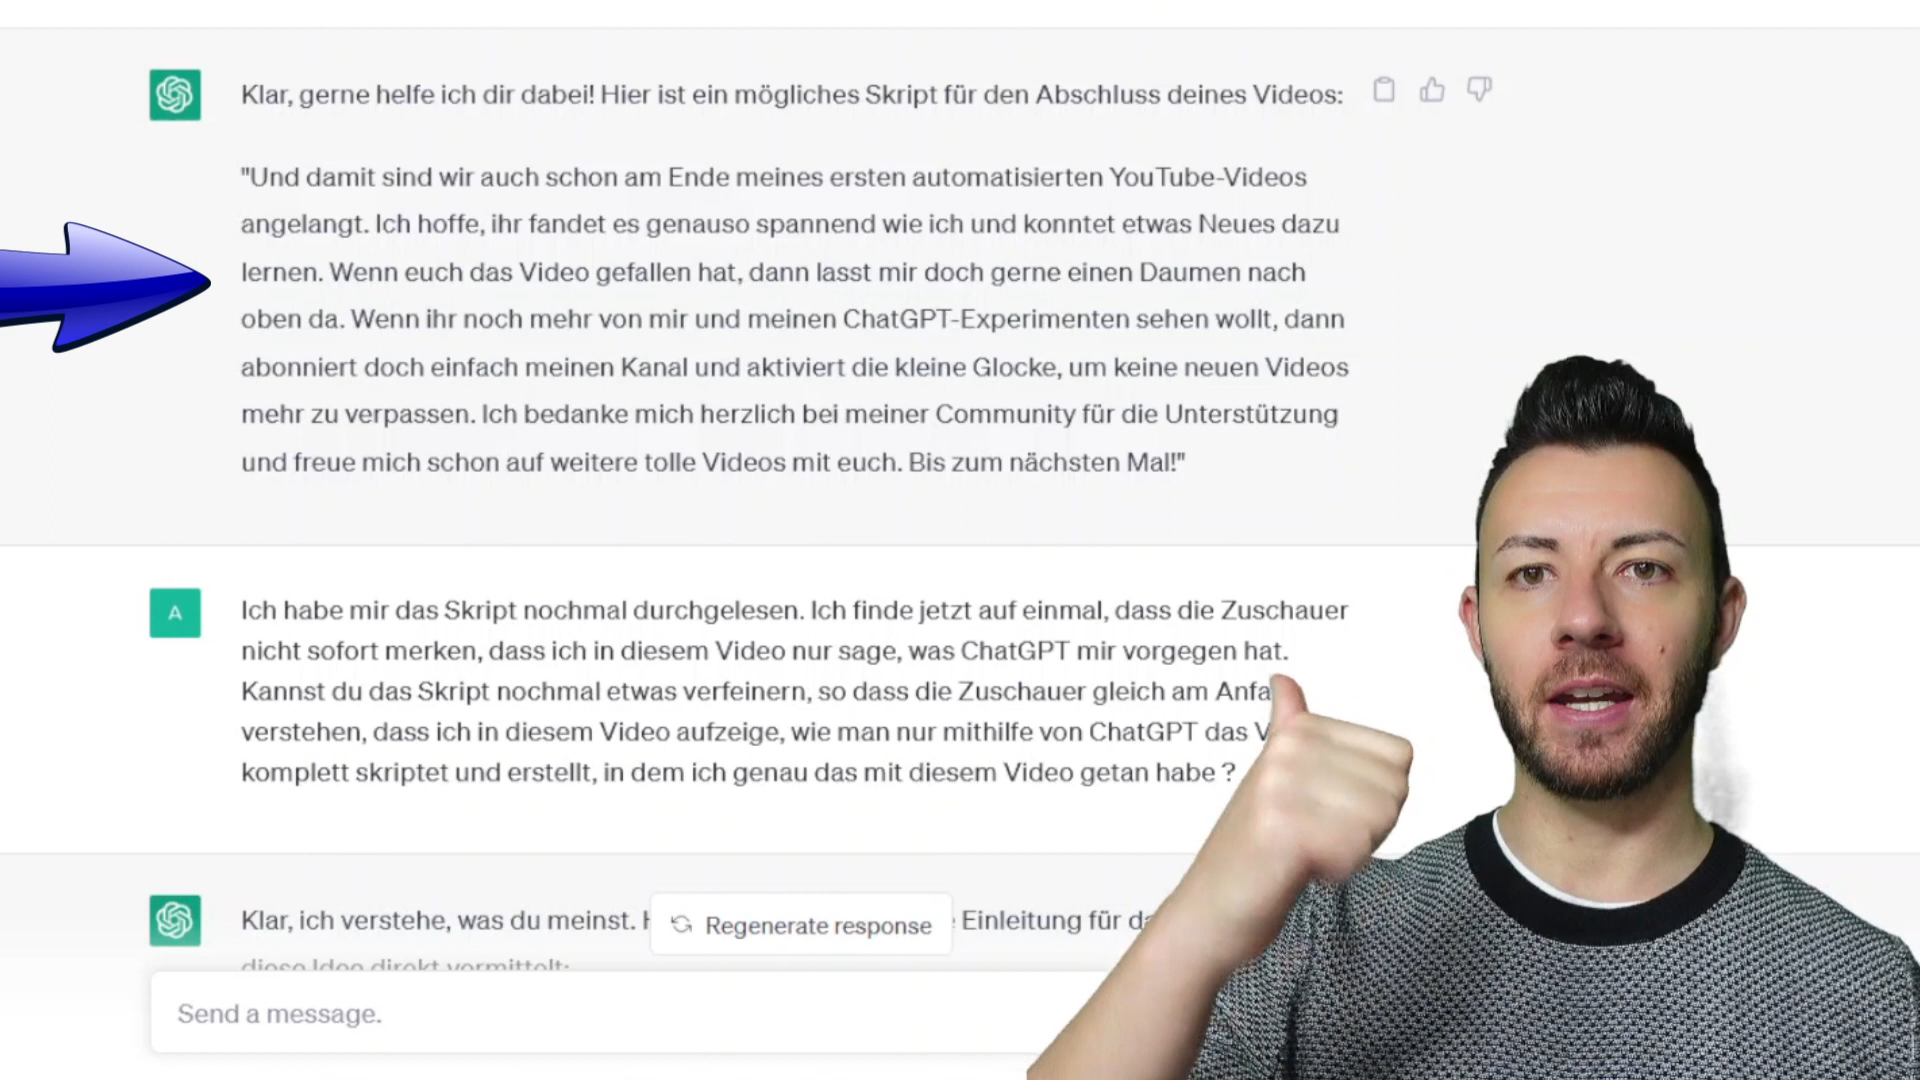 Klar, gerne helfe ich dir dabei! Hier ist ein mögliches Skript für den Abschluss deines Videos:
"Und damit sind wir auch schon am Ende meines ersten automatisierten YouTube-Videos
angelangt. Ich hoffe, ihr fandet es genauso spannend wie ich und konntet etwas Neues dazu
lernen. Wenn euch das Video gefallen hat, dann lasst mir doch gerne einen Daumen nach
oben da. Wenn ihr noch mehr von mir und meinen ChatGPT-Experimenten sehen wollt, dann
abonniert doch einfach meinen Kanal und aktiviert die kleine Glocke, um keine neuen Videos
mehr zu verpassen. Ich bedanke mich herzlich bei meiner Community für die Unterstützung
und freue mich schon auf weitere tolle Videos mit euch. Bis zum nächsten Mal!"
A
Ich habe mir das Skript nochmal durchgelesen. Ich finde jetzt auf einmal, dass die Zuschauer
nicht sofort merken, dass ich in diesem Video nur sage, was ChatGPT mir vorgegen hat.
Kannst du das Skript nochmal etwas verfeinern, so dass die Zuschauer gleich am Anfa
verstehen, dass ich in diesem Video aufzeige, wie man nur mithilfe von ChatGPT das V
komplett skriptet und erstellt, in dem ich genau das mit diesem Video getan habe ?
Klar, ich verstehe, was du meinst. Einleitung für
Regenerate response
diese Idee direkt vermittelt:
Send a message.